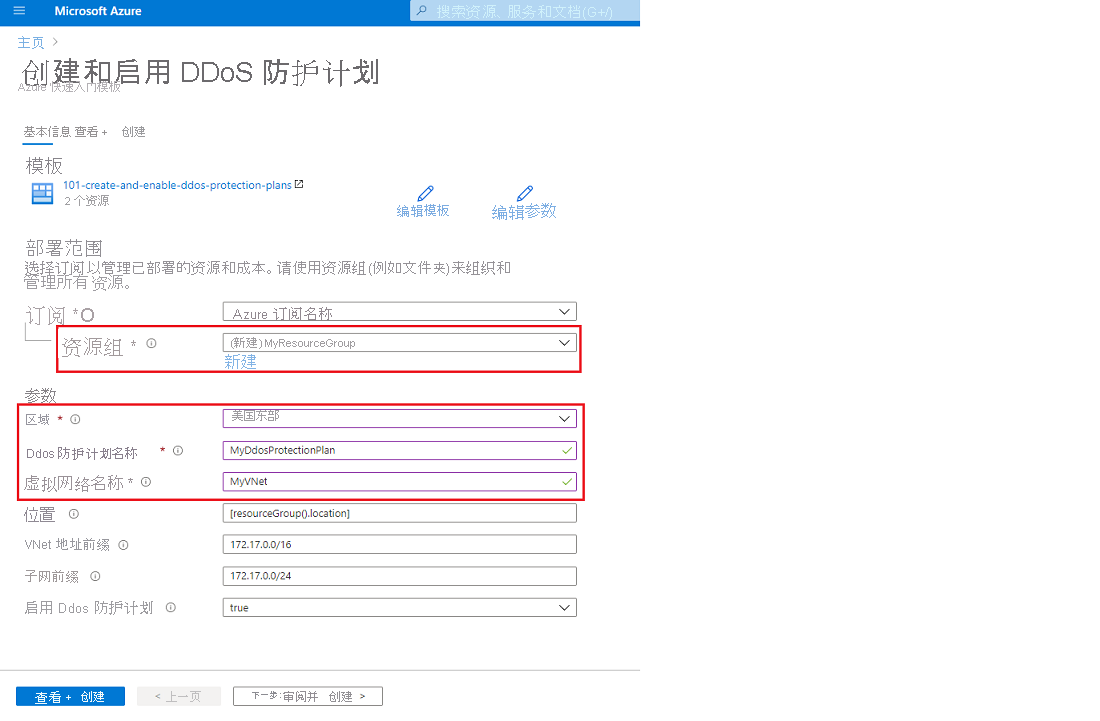 Microsoft Azure
搜索资源、服务和文档(G+/)
主页 >
创建和启用 DDoS 防护计划
Azure 快速入门模板
基本信息 查看 + 创建
模板
101-create-and-enable-ddos-protection-plans
2 个资源
编辑模板 编辑参数
部署范围
选择订阅以管理已部署的资源和成本。请使用资源组(例如文件夹)来组织和
管理所有资源。
订阅 * Azure 订阅名称
资源组 * (新建) MyResourceGroup
新建
参数
区域 * 美国东部
Ddos 防护计划名称 * MyDdosProtectionPlan
虚拟网络名称 * MyVNet
位置 [resourceGroup().location]
VNet 地址前缀 172.17.0.0/16
子网前缀 172.17.0.0/24
启用 Ddos 防护计划 true
查看 + 创建 < 上一页 下一步:审阅并 创建 >